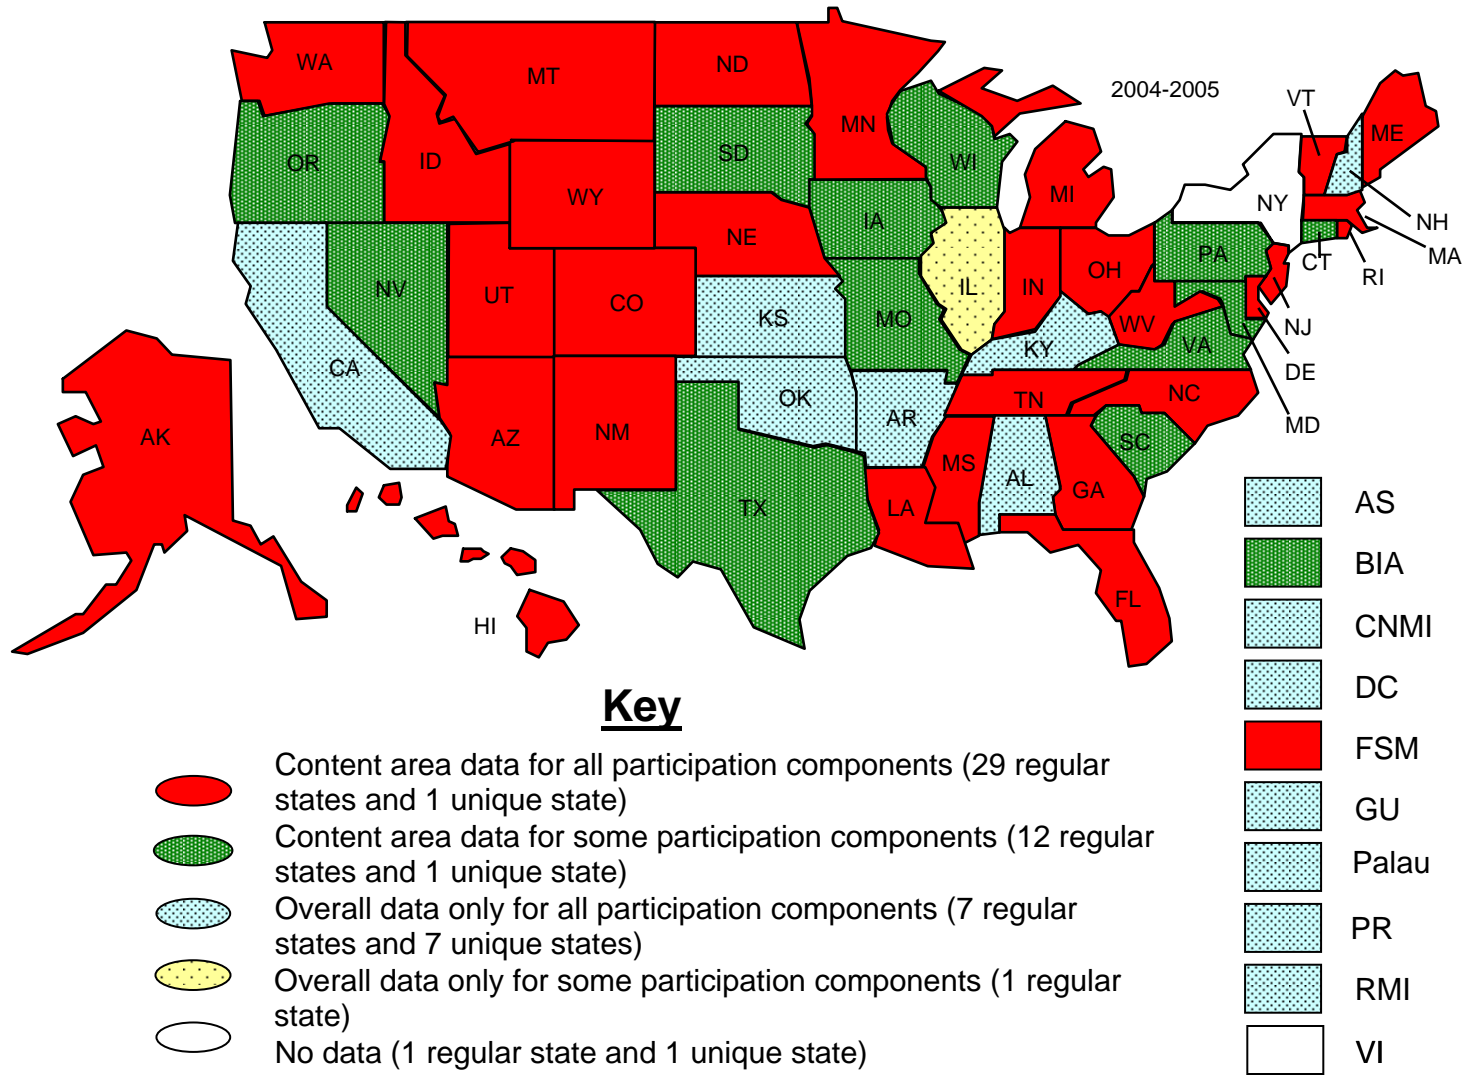 WA
MT
ND
MN
2004-2005
VT
ME
OR
ID
SD
WI
WY
MI
NH
NY
MA
IA
NE
PA
CT
RI
NV
UT
CO
IL
IN
OH
KS
MO
WV
NJ
VA
KY
DE
CA
OK
AR
TN
NC
MD
AK
AZ
NM
SC
MS
AL
GA
TX
LA
FL
HI
AS
BIA
CNMI
DC
FSM
GU
Palau
PR
RMI
VI
Key
Content area data for all participation components (29 regular
states and 1 unique state)
Content area data for some participation components (12 regular
states and 1 unique state)
Overall data only for all participation components (7 regular
states and 7 unique states)
Overall data only for some participation components (1 regular
state)
No data (1 regular state and 1 unique state)